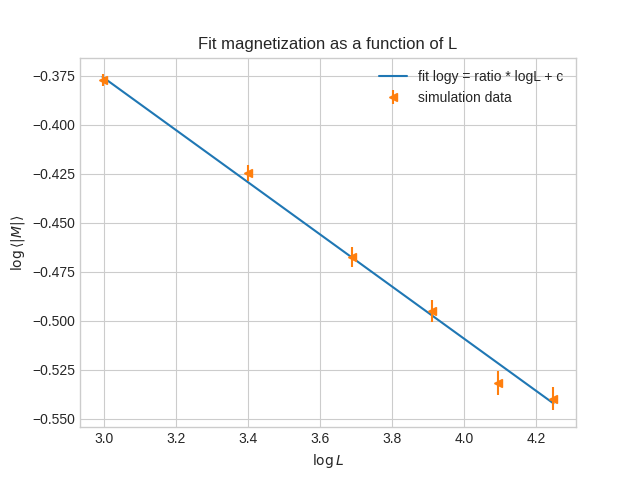 Fit magnetization as a function of L
fit logy = ratio * logL + c
simulation data
−0.375
−0.400
−0.425
−0.450
−0.475
−0.500
−0.525
−0.550
log ⟨|M|⟩
3.0 3.2 3.4 3.6 3.8 4.0 4.2
log L